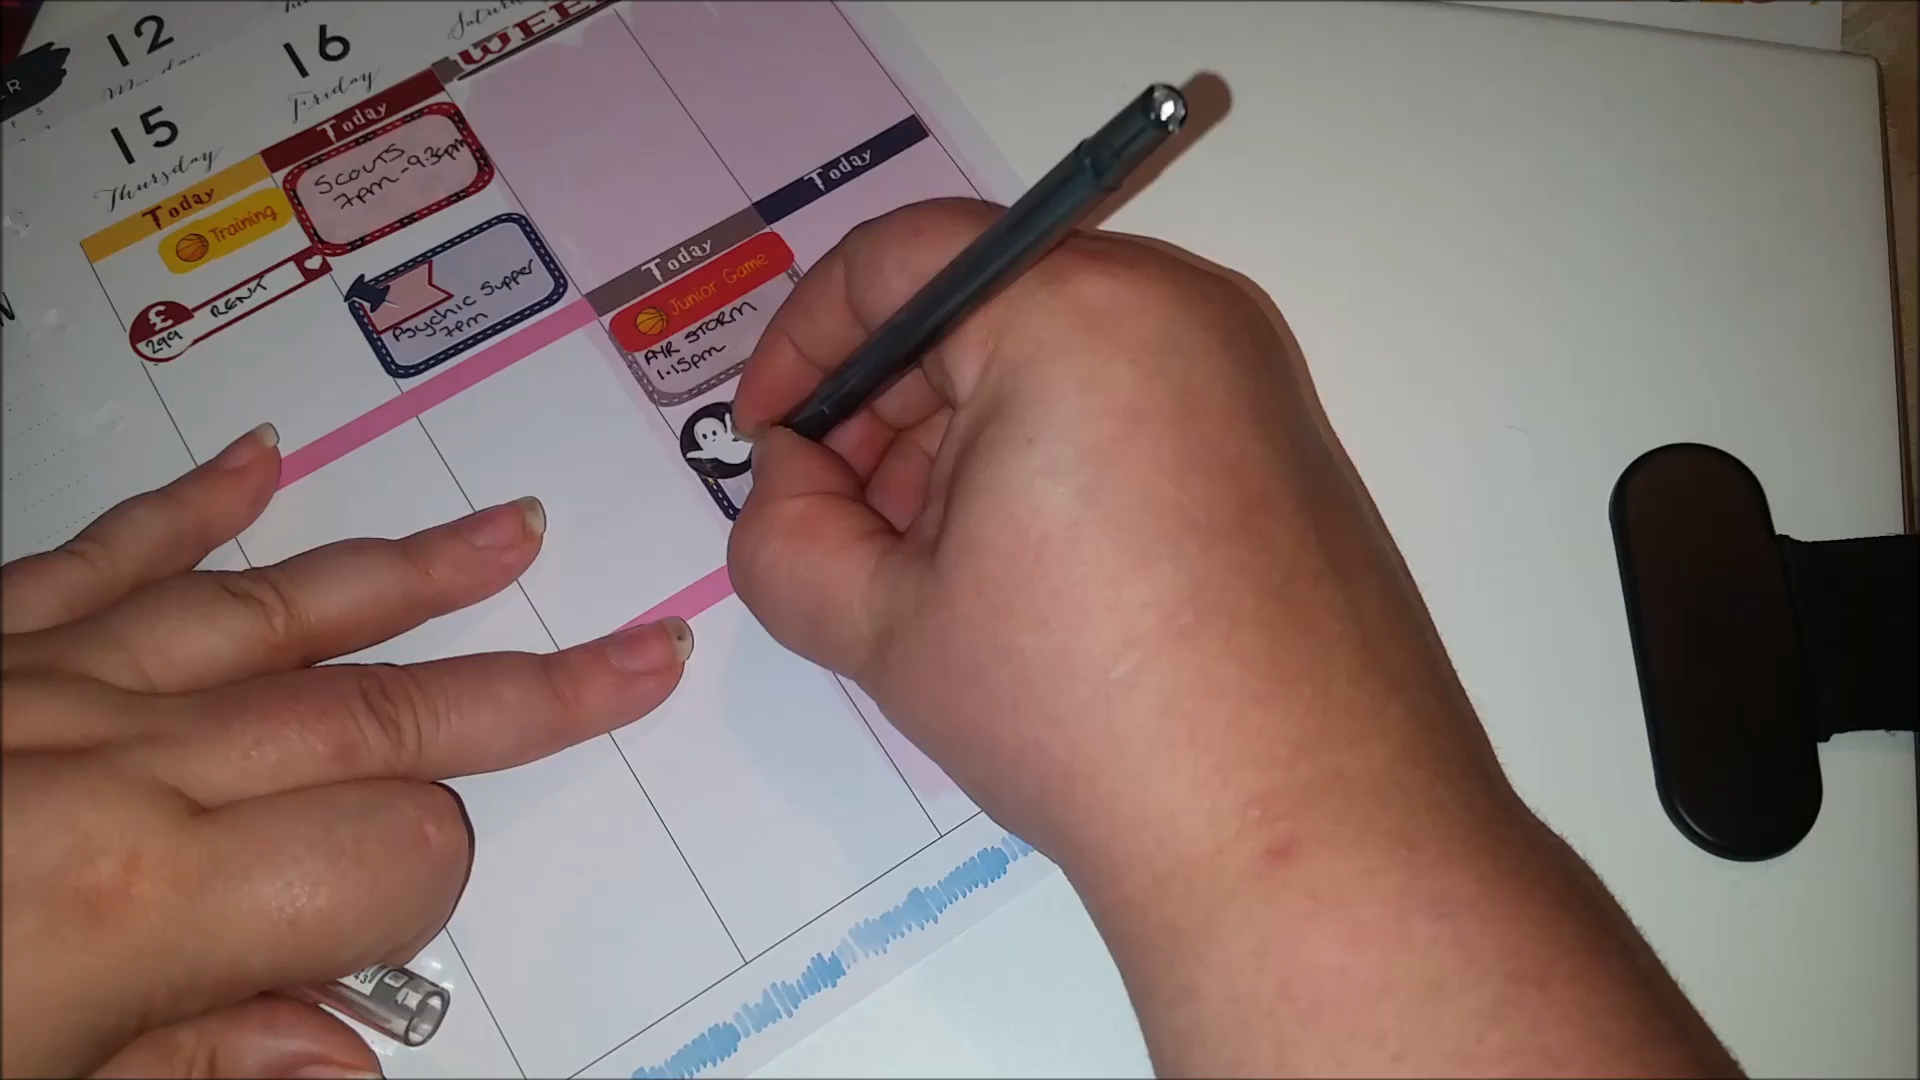 12
16
Friday
15
Thursday
WEE
Today
Today
Today
Today
Training
Scouts
7pm-9.30pm
£
299
RENT
Psychic Supper
7pm
Junior Game
AYR STORM
1.15pm